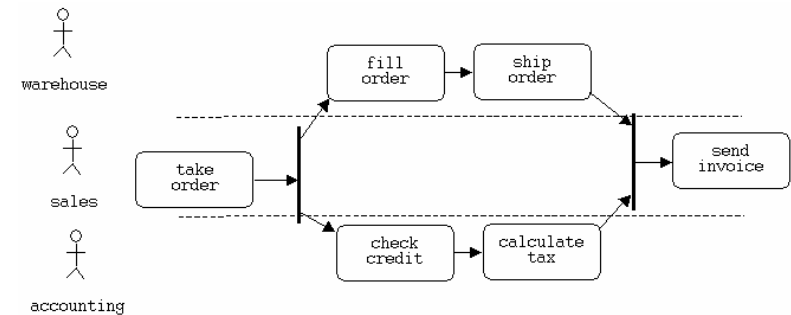 fill
order
ship
order
warehouse
take
order
send
invoice
sales
check
credit
calculate
tax
accounting